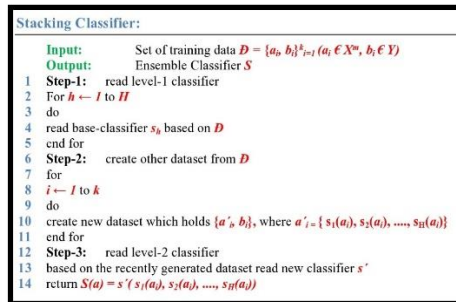 Stacking Classifier:
Input: Set of training data Đ = {aᵢ, bᵢ}ᵏᵢ₌₁ (aᵢ € Xᵐ, bᵢ € Y)
Output: Ensemble Classifier S
1 Step-1: read level-1 classifier
2 For h ← 1 to H
3 do
4 read base-classifier sₕ based on Đ
5 end for
6 Step-2: create other dataset from Đ
7 for
8 i ← 1 to k
9 do
10 create new dataset which holds {a´ᵢ, bᵢ}, where a´ᵢ = { s₁(aᵢ), s₂(aᵢ), ...., s_H(aᵢ)}
11 end for
12 Step-3: read level-2 classifier
13 based on the recently generated dataset read new classifier s´
14 return S(a) = s´( s₁(aᵢ), s₂(aᵢ), ...., s_H(aᵢ))